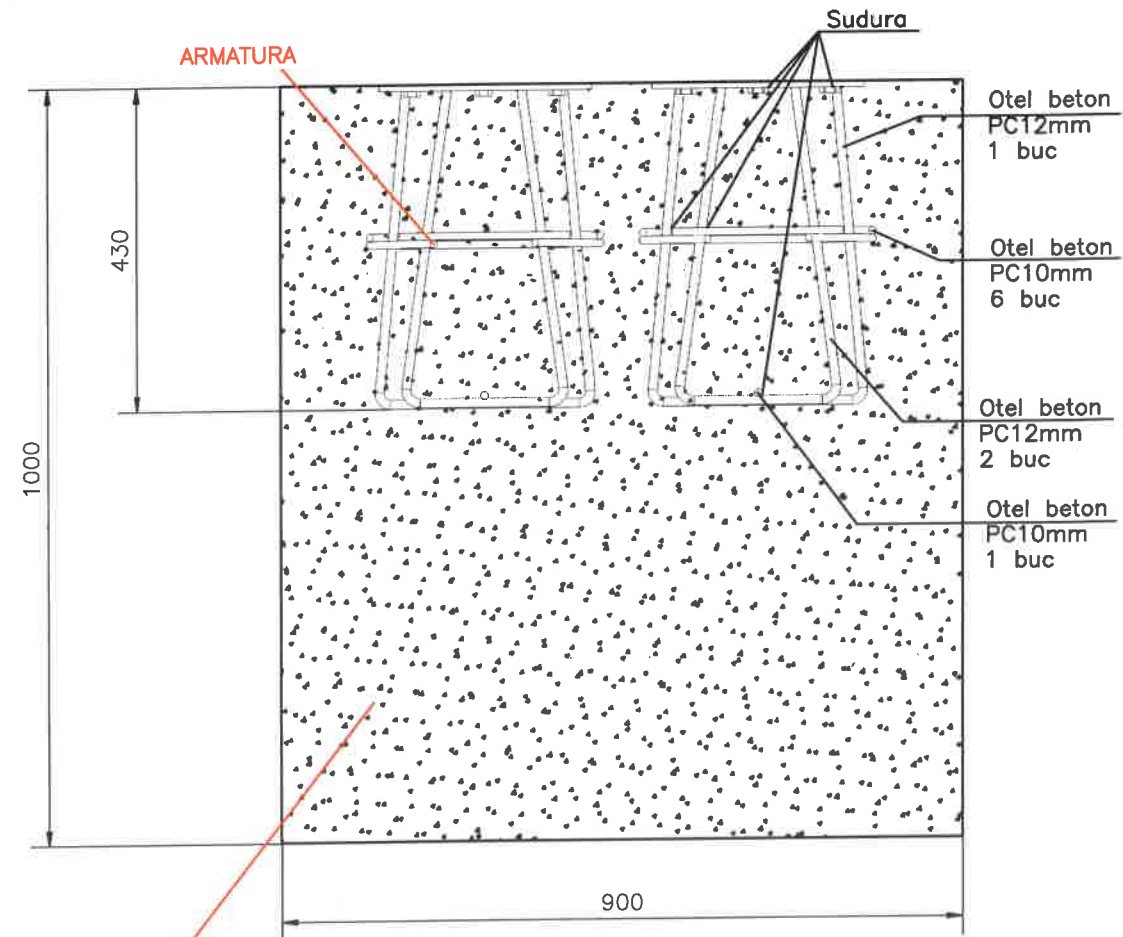 Sudura
ARMATURA
Otel beton
PC12mm
1 buc
430
Otel beton
PC10mm
6 buc
Otel beton
PC12mm
2 buc
1000
Otel beton
PC10mm
1 buc
900